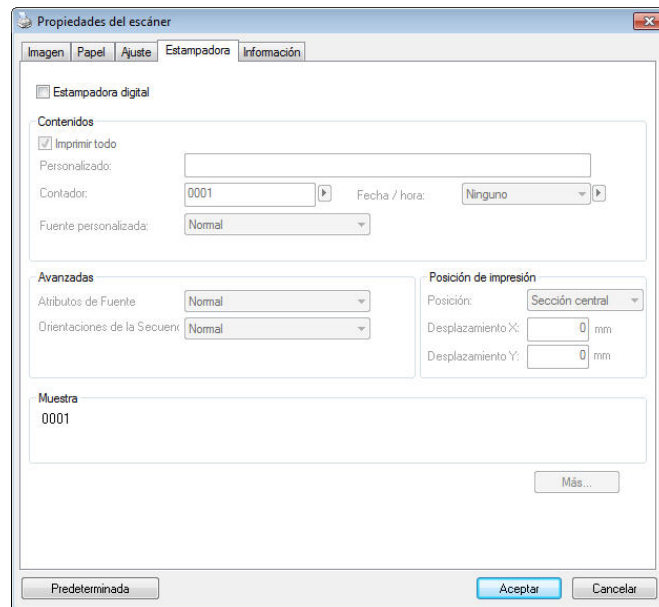 Propiedades del escáner
Imagen Papel Ajuste Estampadora Información
Estampadora digital
Contenidos
Imprimir todo
Personalizado:
Contador: 0001 Fecha / hora: Ninguno
Fuente personalizada: Normal
Avanzadas
Atributos de Fuente Normal
Orientaciones de la Secuenc Normal
Posición de impresión
Posición: Sección central
Desplazamiento X: 0 mm
Desplazamiento Y: 0 mm
Muestra
0001
Más...
Predeterminada Aceptar Cancelar